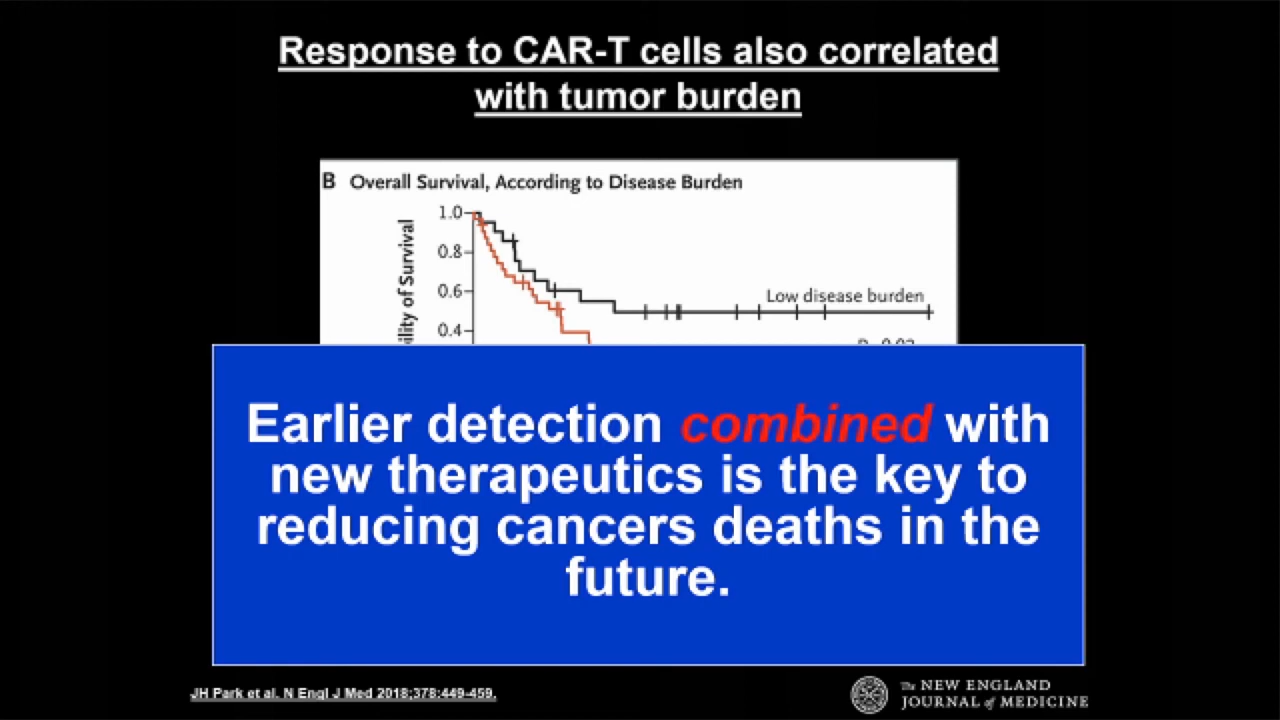 Response to CAR-T cells also correlated
with tumor burden
B Overall Survival, According to Disease Burden
1.0
0.8
0.6
0.4
of Survival
Low disease burden
Earlier detection combined with
new therapeutics is the key to
reducing cancers deaths in the
future.
JH Park et al. N Engl J Med 2018;378:449-459.
The NEW ENGLAND
JOURNAL of MEDICINE